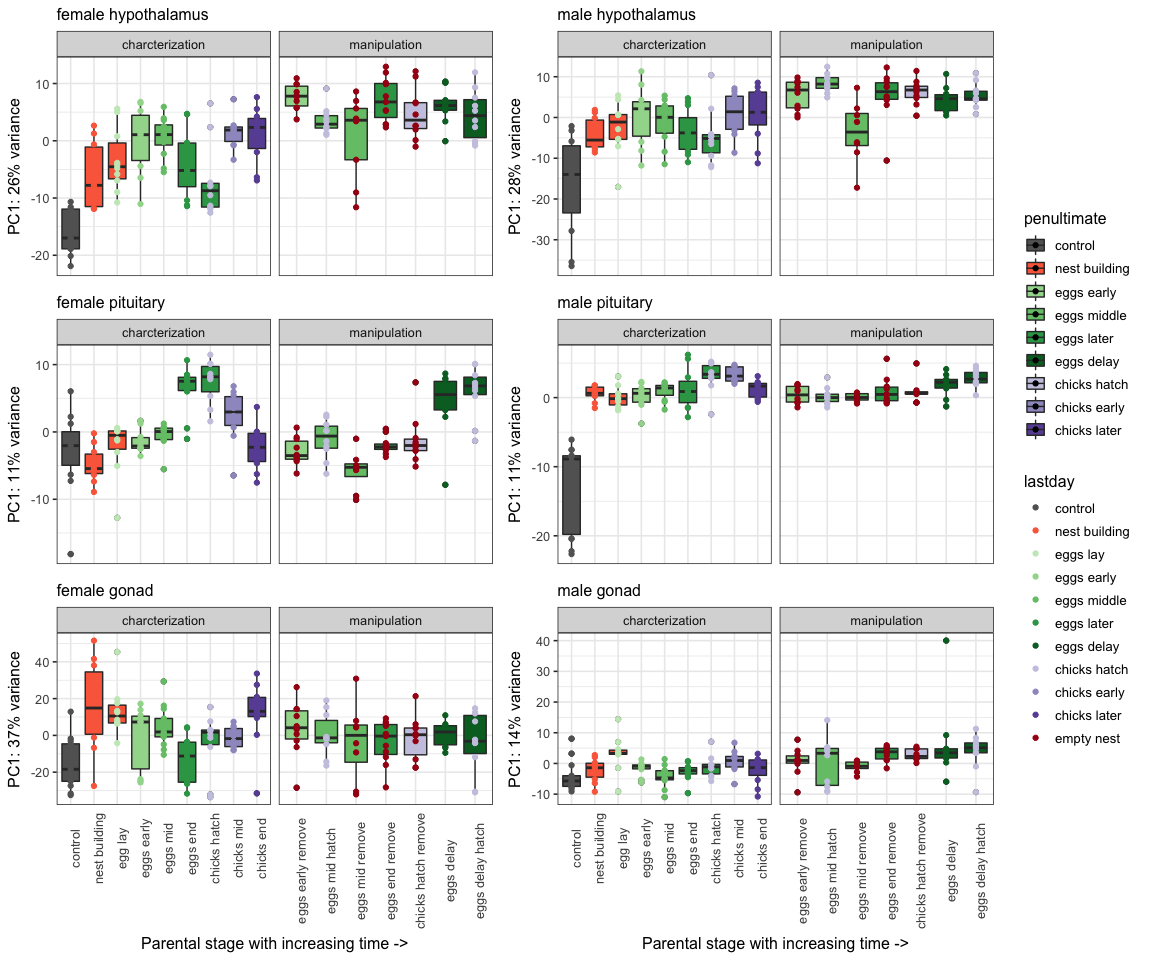 female hypothalamus
charcterization
manipulation
PC1: 26% variance
10
0
-10
-20
male hypothalamus
charcterization
manipulation
PC1: 28% variance
10
0
-10
-20
-30
female pituitary
charcterization
manipulation
PC1: 11% variance
10
0
-10
male pituitary
charcterization
manipulation
PC1: 11% variance
0
-10
-20
female gonad
charcterization
manipulation
PC1: 37% variance
40
20
0
-20
control
nest building
egg lay
eggs early
eggs mid
eggs end
chicks hatch
chicks mid
chicks end
eggs early remove
eggs mid hatch
eggs mid remove
eggs end remove
chicks hatch remove
eggs delay
eggs delay hatch
Parental stage with increasing time ->
male gonad
charcterization
manipulation
PC1: 14% variance
40
30
20
10
0
-10
control
nest building
egg lay
eggs early
eggs mid
eggs end
chicks hatch
chicks mid
chicks end
eggs early remove
eggs mid hatch
eggs mid remove
eggs end remove
chicks hatch remove
eggs delay
eggs delay hatch
Parental stage with increasing time ->
penultimate
control
nest building
eggs early
eggs middle
eggs later
eggs delay
chicks hatch
chicks early
chicks later
lastday
control
nest building
eggs lay
eggs early
eggs middle
eggs later
eggs delay
chicks hatch
chicks early
chicks later
empty nest